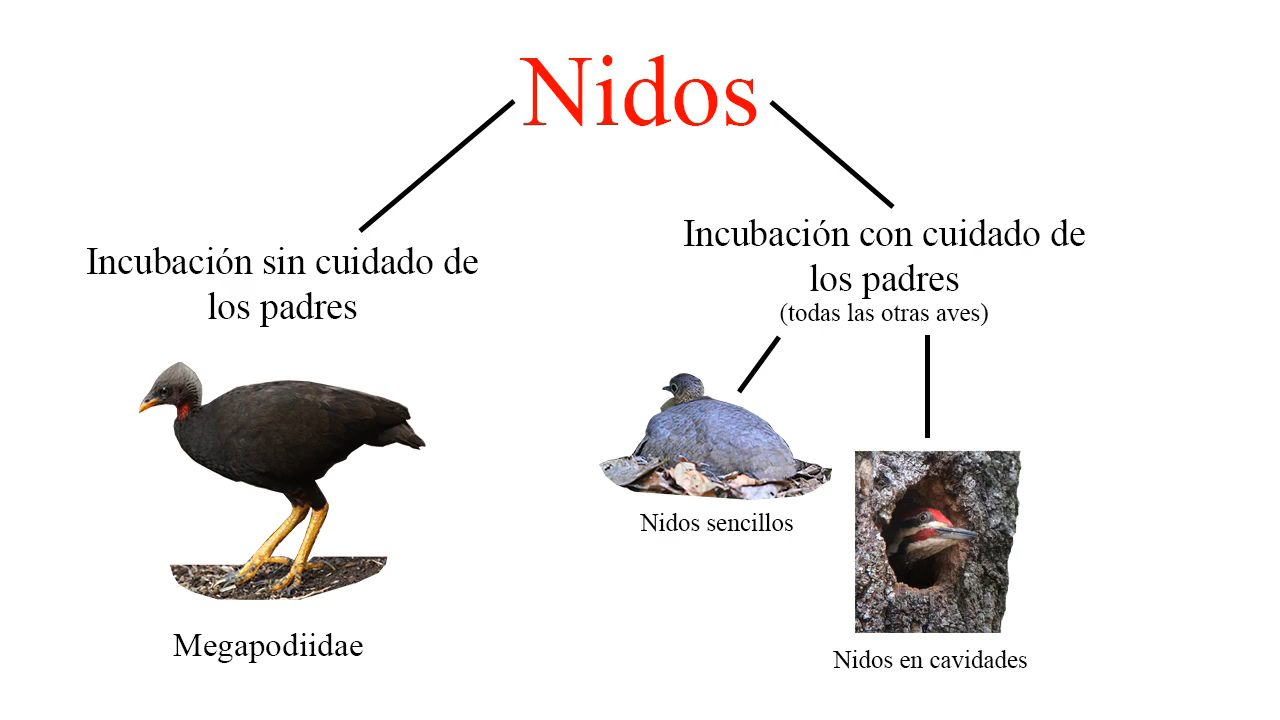 Nidos
Incubación sin cuidado de
los padres
Megapodiidae
Incubación con cuidado de
los padres
(todas las otras aves)
Nidos sencillos
Nidos en cavidades